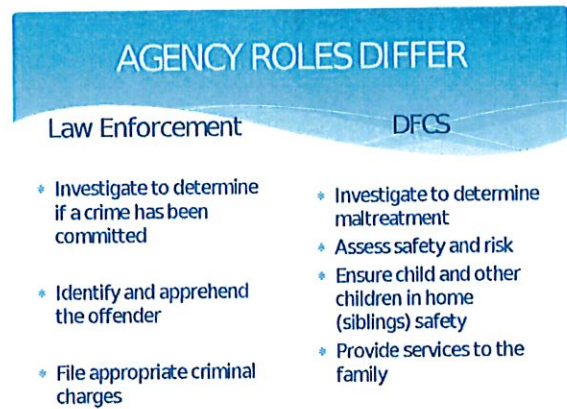 AGENCY ROLES DIFFER
Law Enforcement
Investigate to determine
if a crime has been
committed
Identify and apprehend
the offender
File appropriate criminal
charges
DFCS
Investigate to determine
maltreatment
Assess safety and risk
Ensure child and other
children in home
(siblings) safety
Provide services to the
family